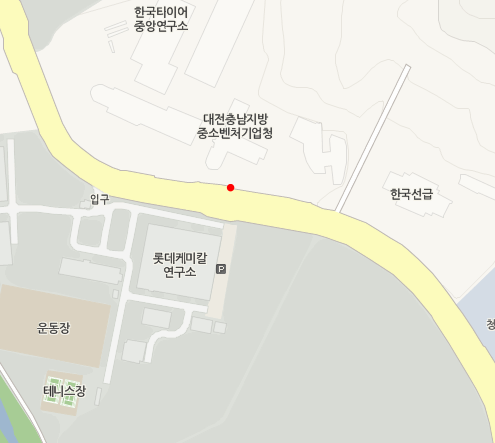 한국티이어
중앙연구소
대전충남지방
중소벤처기업청
한국선급
입구
롯데케미칼
연구소
P
청
운동장
테니스장